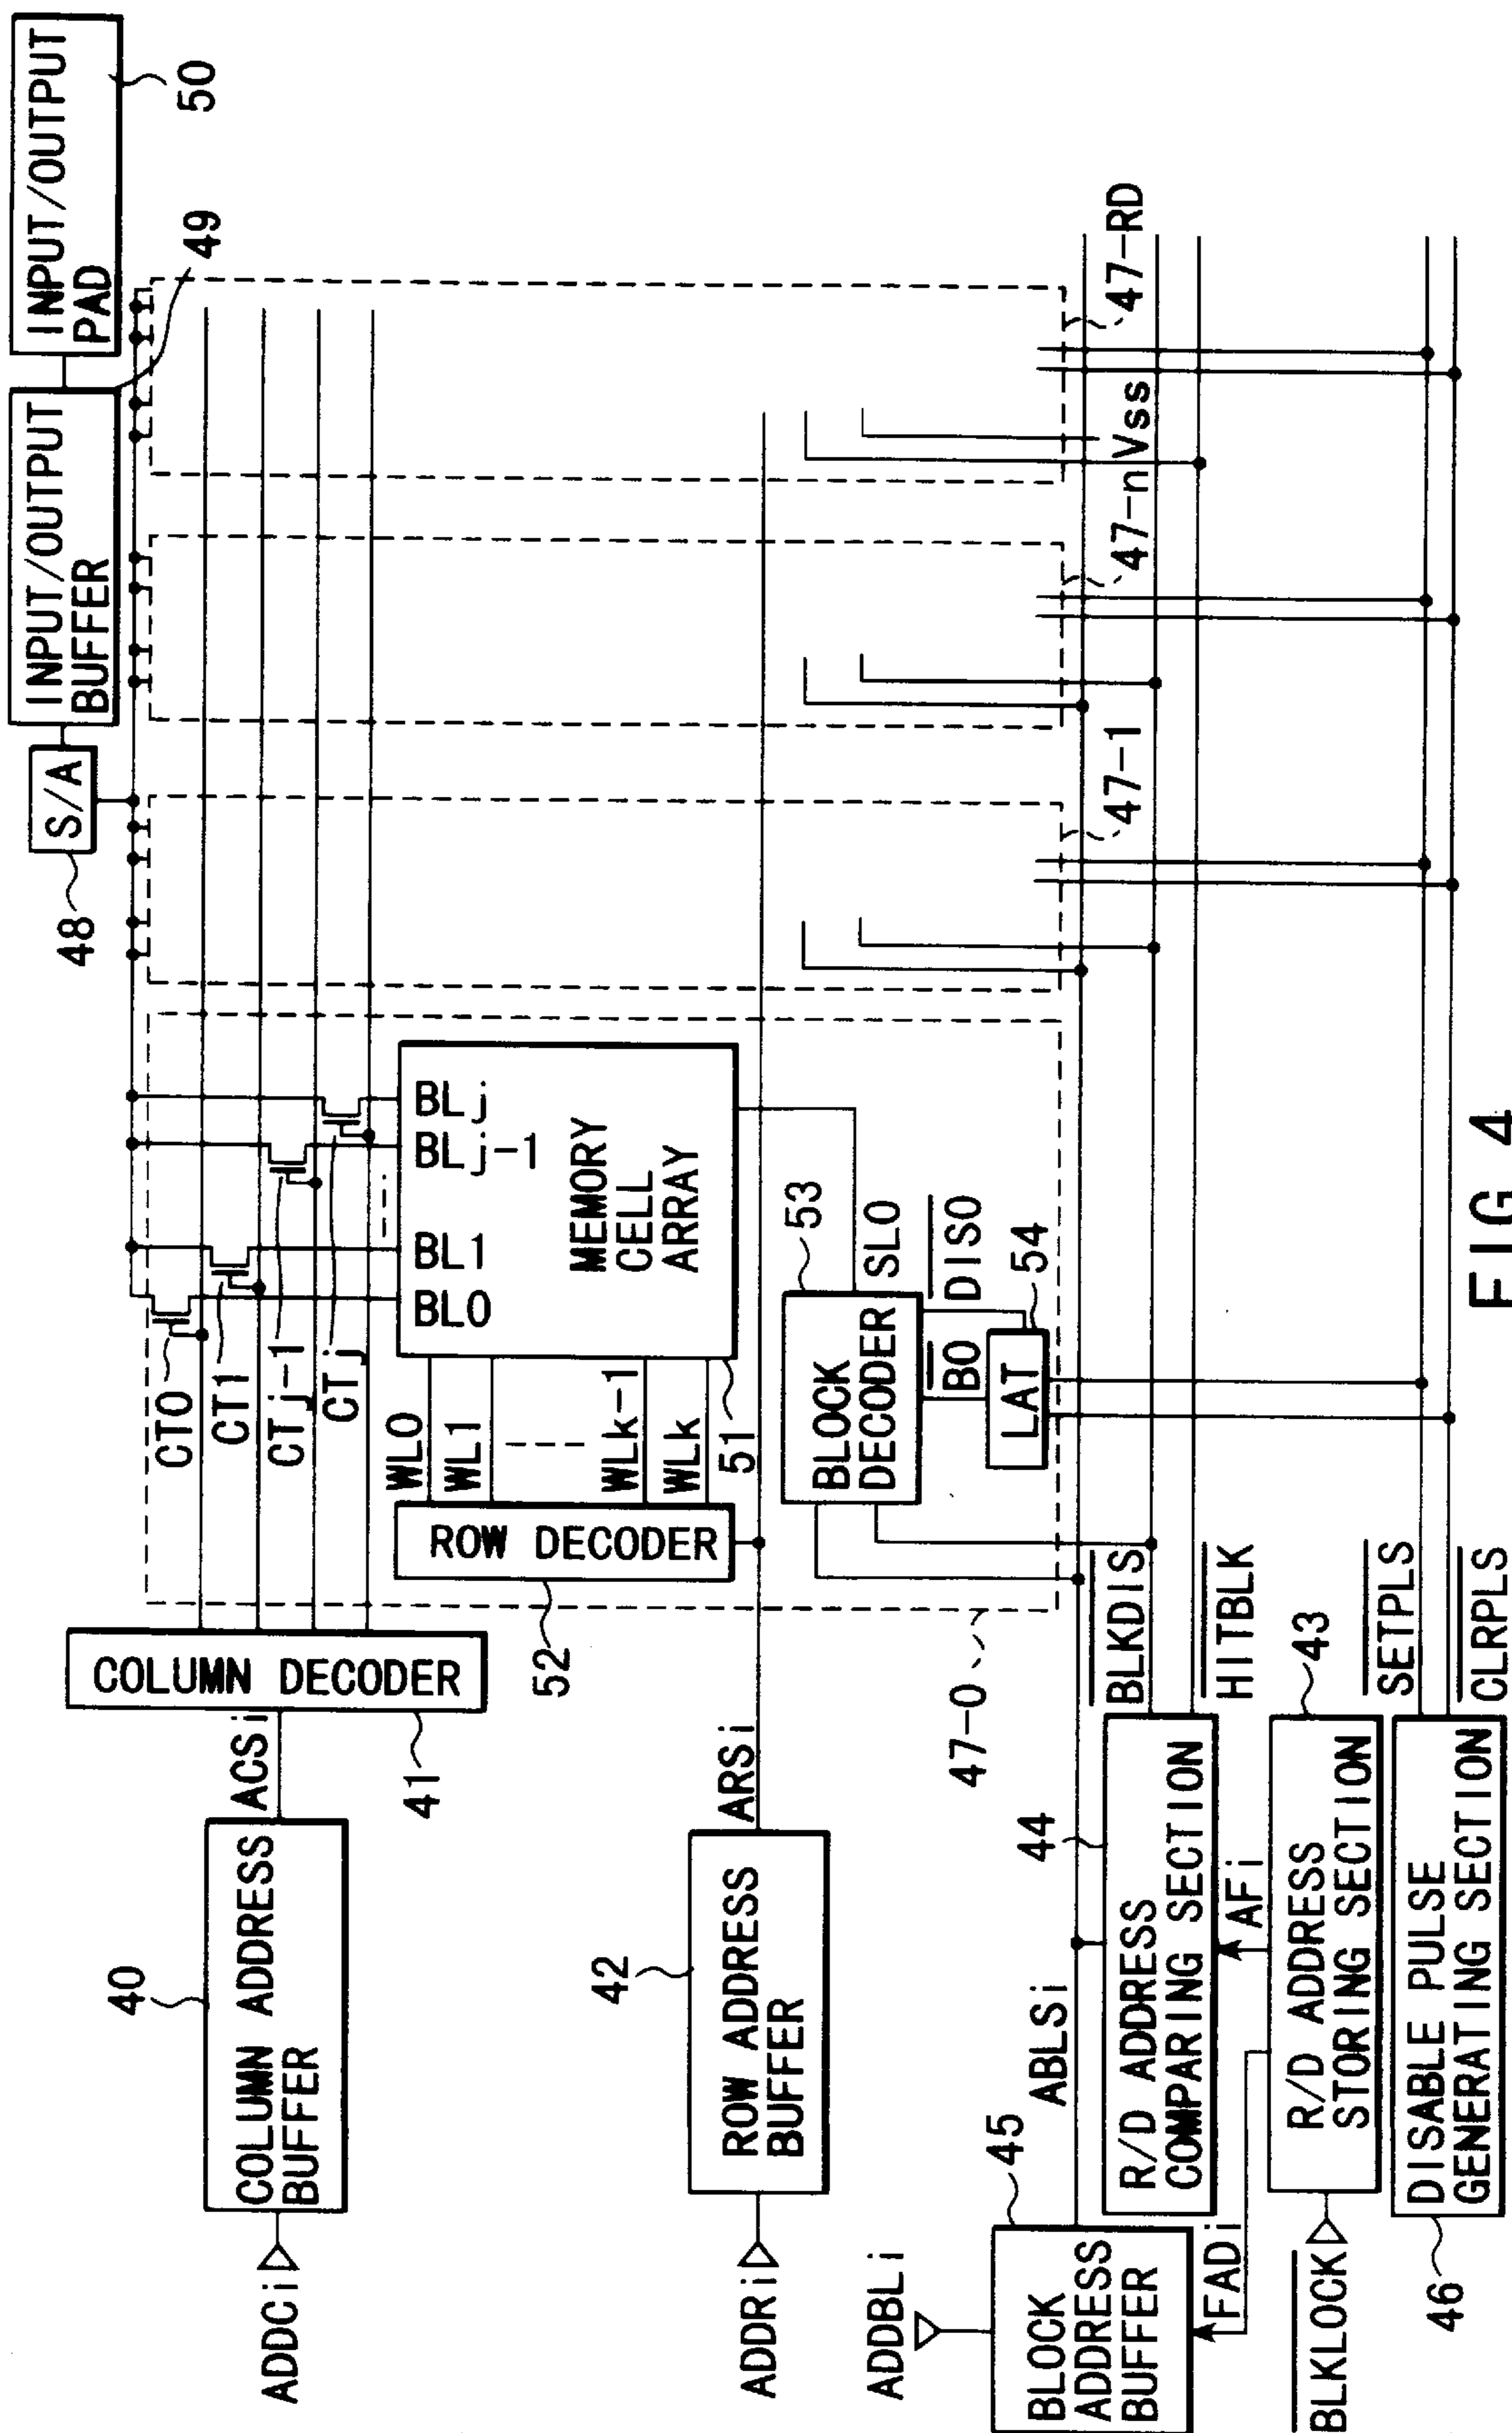 INPUT/OUTPUT
PAD
50
INPUT/OUTPUT
BUFFER
49
S/A
48
COLUMN ADDRESS
BUFFER
40
ADDCi
ACSi
COLUMN DECODER
41
CT0
CT1
CTj-1
CTj
BL0
BL1
BLj-1
BLj
MEMORY
CELL
ARRAY
51
WL0
WL1
WLk-1
WLk
ROW DECODER
52
ROW ADDRESS
BUFFER
42
ADDRi
ARSi
BLOCK
DECODER
53
SL0
DIS0
B0
LAT
54
47-0
47-1
47-n
Vss
47-RD
ADDBLi
BLOCK
ADDRESS
BUFFER
45
ABLSi
R/D ADDRESS
COMPARING SECTION
44
BLKDIS
HITBLK
FADi
AFi
R/D ADDRESS
STORING SECTION
43
BLKLOCK
DISABLE PULSE
GENERATING SECTION
46
SETPLS
CLRPLS
FIG. 4